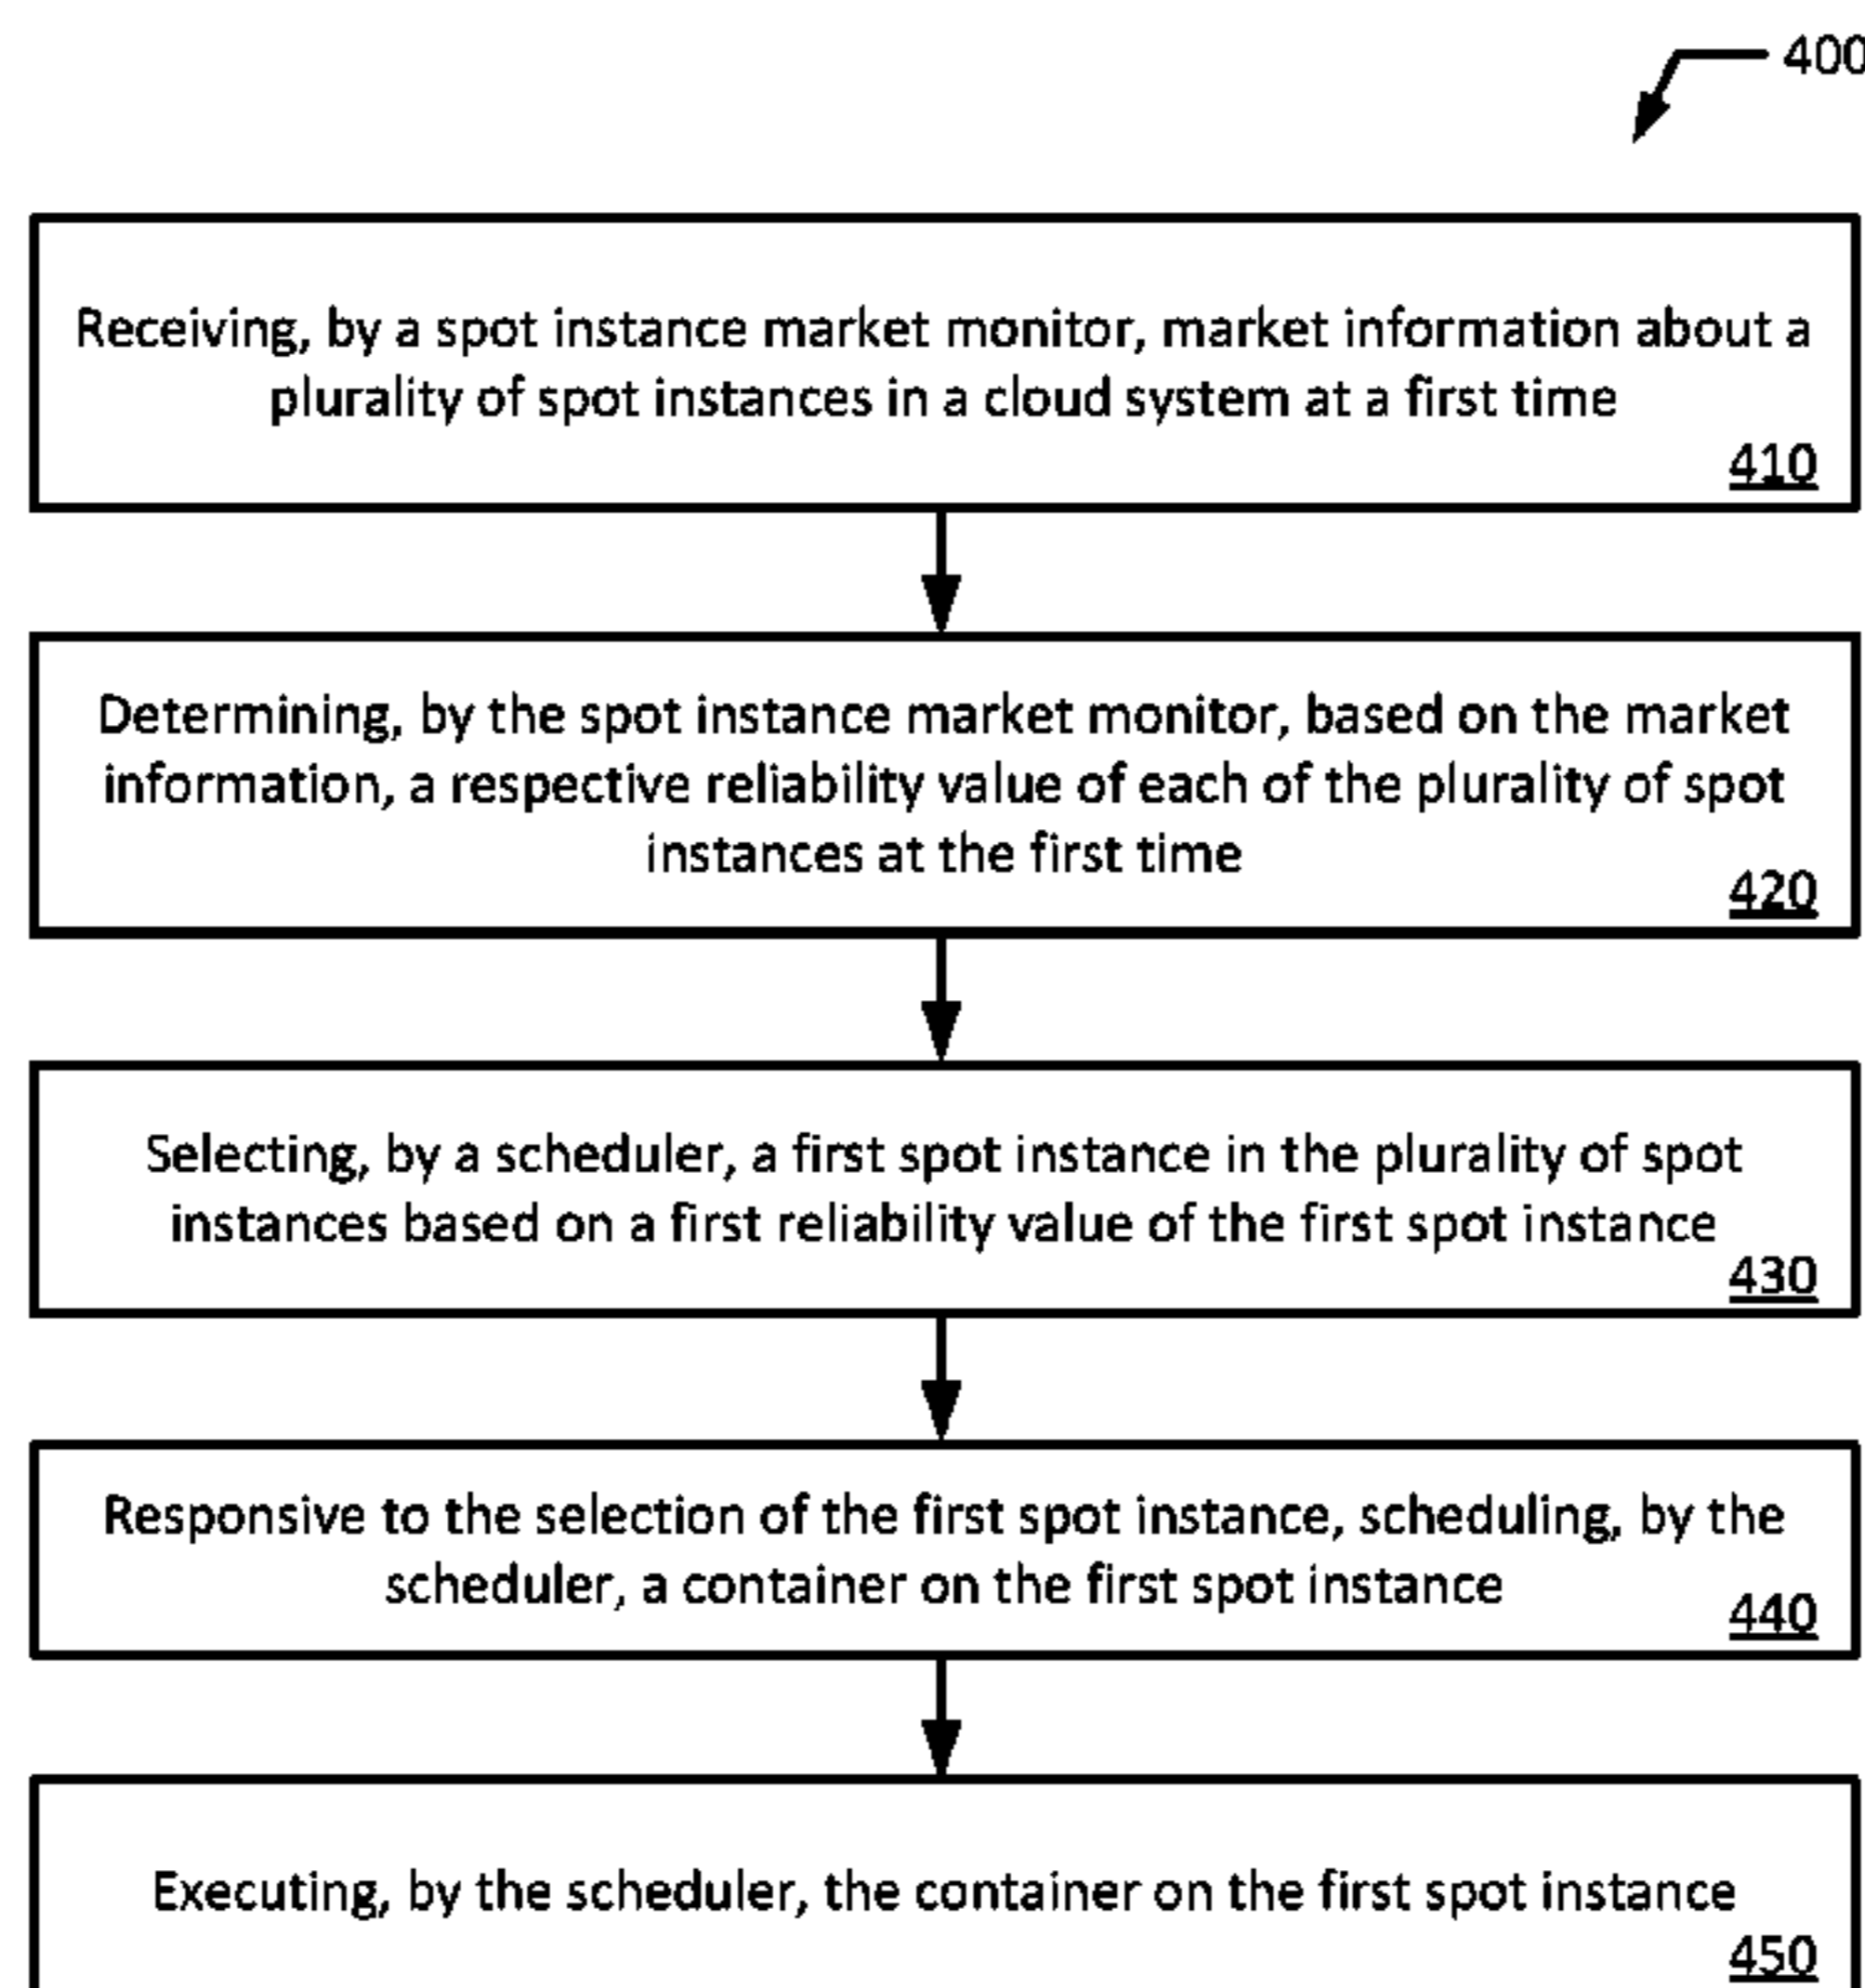 400
Receiving, by a spot instance market monitor, market information about a
plurality of spot instances in a cloud system at a first time
410
Determining, by the spot instance market monitor, based on the market
information, a respective reliability value of each of the plurality of spot
instances at the first time
420
Selecting, by a scheduler, a first spot instance in the plurality of spot
instances based on a first reliability value of the first spot instance
430
Responsive to the selection of the first spot instance, scheduling, by the
scheduler, a container on the first spot instance
440
Executing, by the scheduler, the container on the first spot instance
450